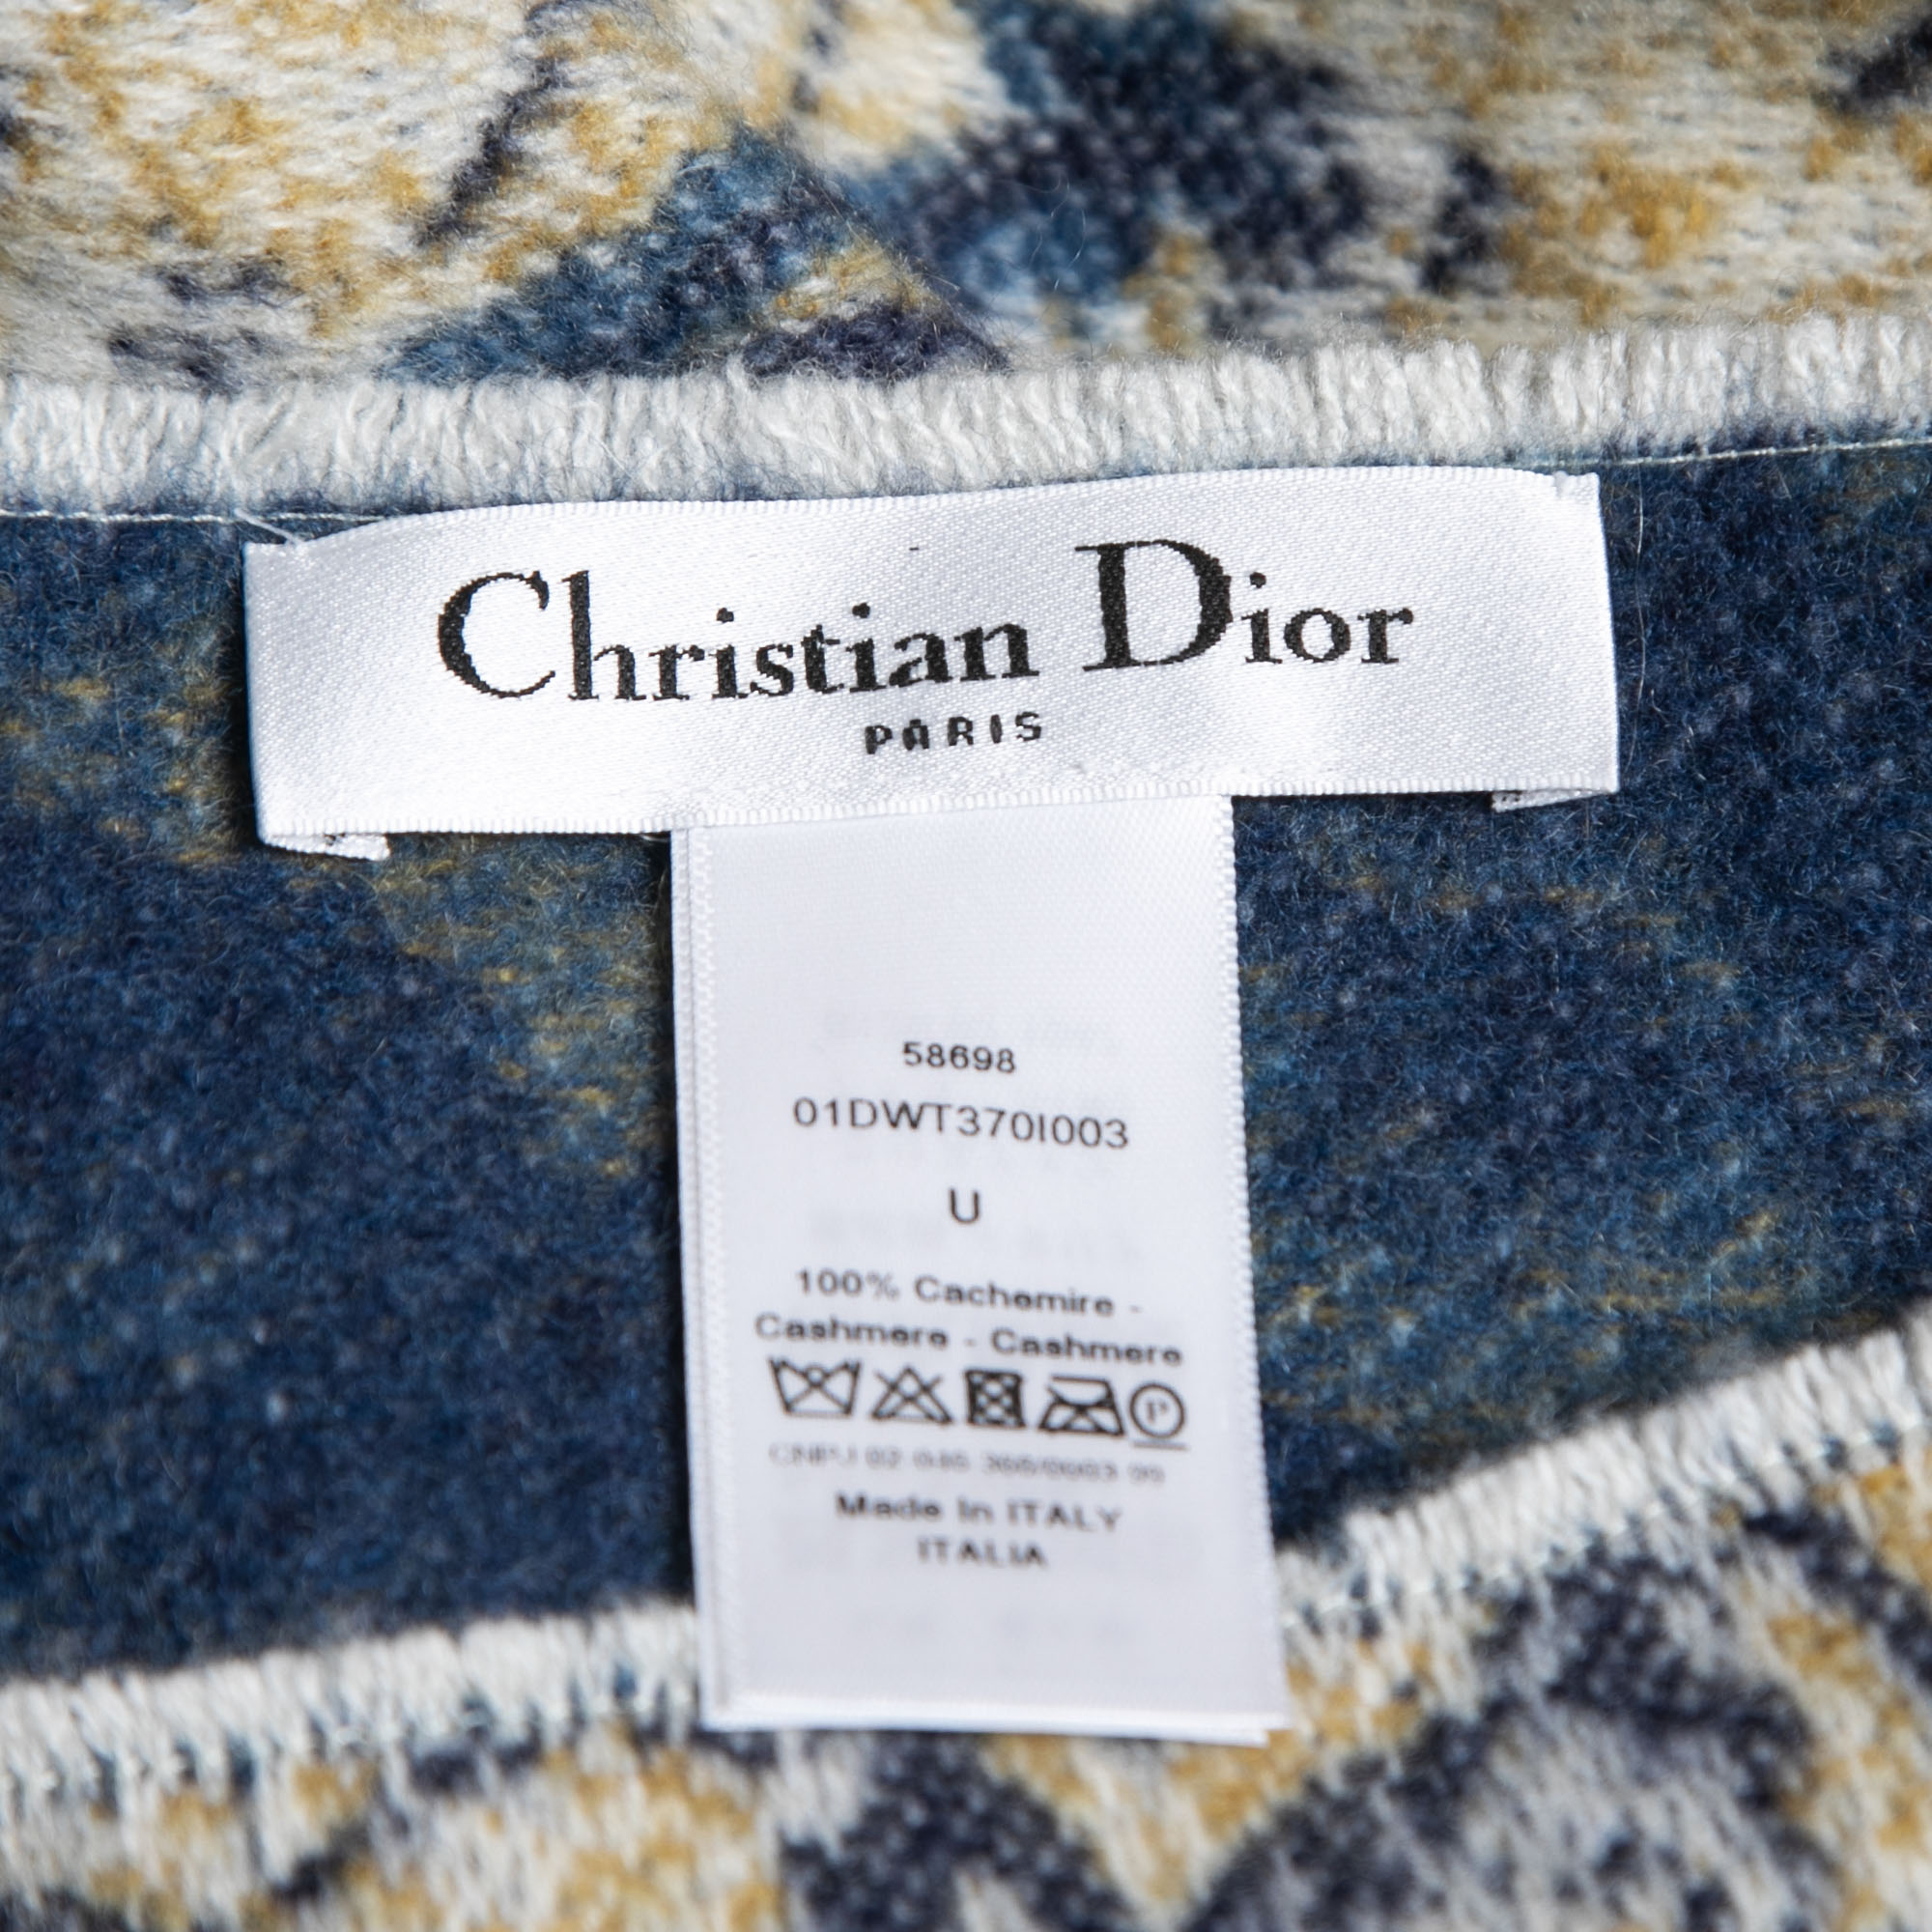 Christian Dior
PARIS
58698
01DWT370I003
U
100% Cachemire -
Cashmere - Cashmere
P
Made in ITALY
ITALIA